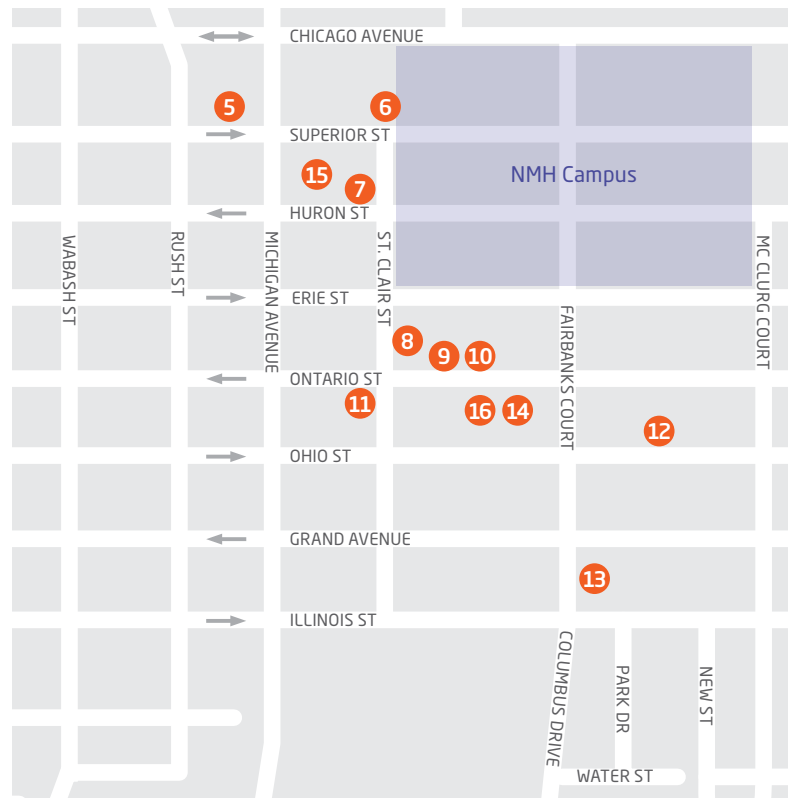 CHICAGO AVENUE
5
6
SUPERIOR ST
15
7
NMH Campus
HURON ST
WABASH ST
RUSH ST
MICHIGAN AVENUE
ST. CLAIR ST
MC CLURG COURT
ERIE ST
FAIRBANKS COURT
8
9
10
ONTARIO ST
11
16
14
12
OHIO ST
GRAND AVENUE
13
ILLINOIS ST
COLUMBUS DRIVE
PARK DR
NEW ST
WATER ST